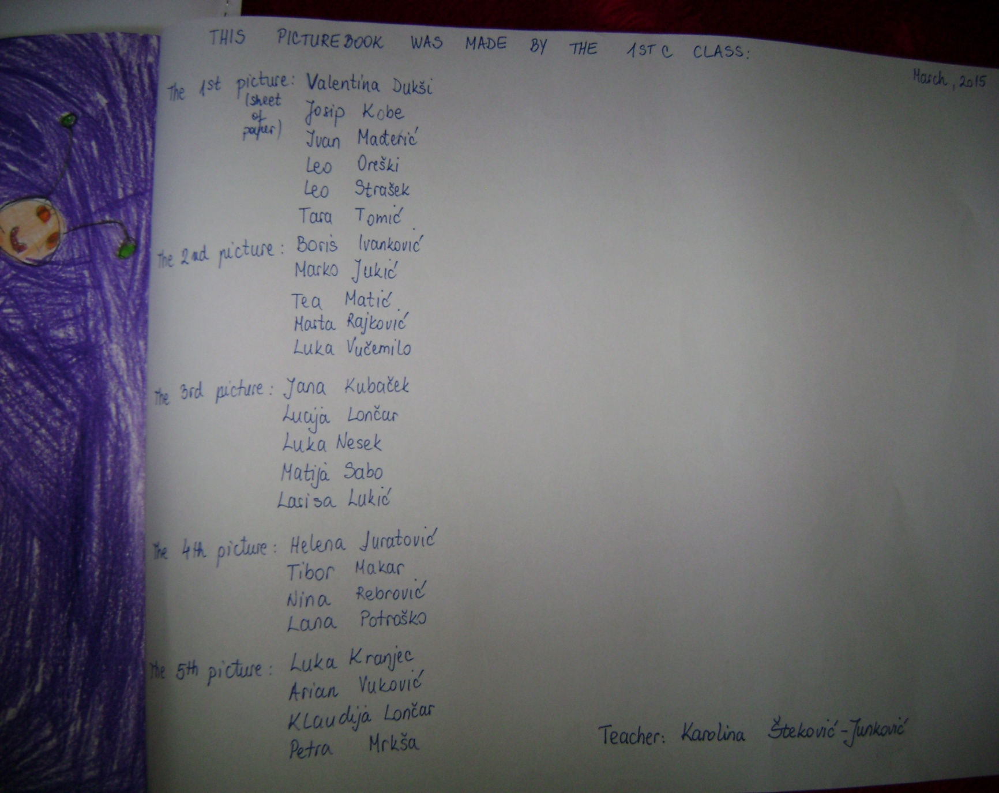 THIS PICTUREBOOK WAS MADE BY THE 1ST C CLASS:
March, 2015
The 1st picture: Valentina Dukši
(sheet
of
paper)
Josip Kobe
Ivan Mađerić
Leo Oreški
Leo Strašek
Tara Tomić
The 2nd picture: Boris Ivanković
Marko Jukić
Tea Matić
Marta Rajković
Luka Vučemilo
The 3rd picture: Jana Kubaček
Lucija Lončar
Luka Nesek
Matija Sabo
Larisa Lukić
The 4th picture: Helena Juratović
Tibor Makar
Nina Rebrović
Lana Potroško
The 5th picture: Luka Kranjec
Arian Vuković
Klaudija Lončar
Petra Mrkša
Teacher: Karolina Šteković-Junković